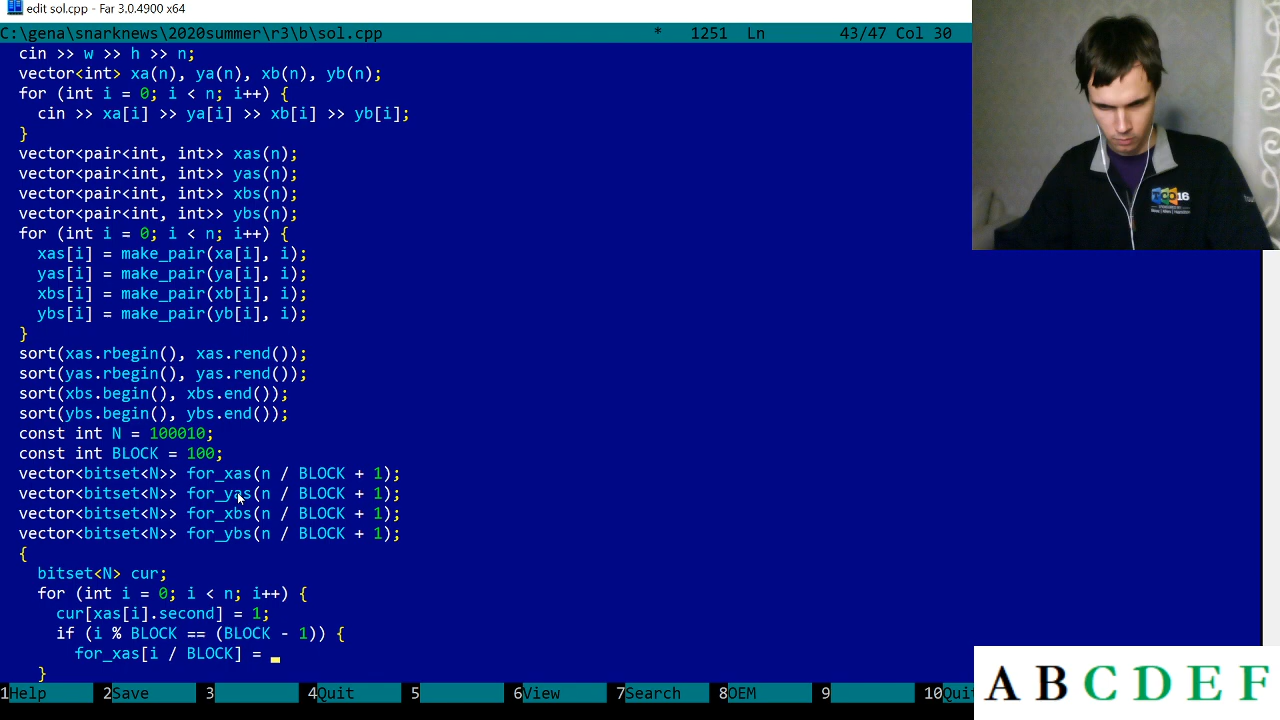 edit sol.cpp - Far 3.0.4900 x64
C:\gena\snarknews\2020summer\r3\b\sol.cpp * 1251 Ln 43/47 Col 30
cin >> w >> h >> n;
vector<int> xa(n), ya(n), xb(n), yb(n);
for (int i = 0; i < n; i++) {
cin >> xa[i] >> ya[i] >> xb[i] >> yb[i];
}
vector<pair<int, int>> xas(n);
vector<pair<int, int>> yas(n);
vector<pair<int, int>> xbs(n);
vector<pair<int, int>> ybs(n);
for (int i = 0; i < n; i++) {
xas[i] = make_pair(xa[i], i);
yas[i] = make_pair(ya[i], i);
xbs[i] = make_pair(xb[i], i);
ybs[i] = make_pair(yb[i], i);
}
sort(xas.rbegin(), xas.rend());
sort(yas.rbegin(), yas.rend());
sort(xbs.begin(), xbs.end());
sort(ybs.begin(), ybs.end());
const int N = 100010;
const int BLOCK = 100;
vector<bitset<N>> for_xas(n / BLOCK + 1);
vector<bitset<N>> for_yas(n / BLOCK + 1);
vector<bitset<N>> for_xbs(n / BLOCK + 1);
vector<bitset<N>> for_ybs(n / BLOCK + 1);
{
bitset<N> cur;
for (int i = 0; i < n; i++) {
cur[xas[i].second] = 1;
if (i % BLOCK == (BLOCK - 1)) {
for_xas[i / BLOCK] =
}
1Help 2Save 3 4Quit 5 6View 7Search 8OEM 9 10Qui
16
A B C D E F